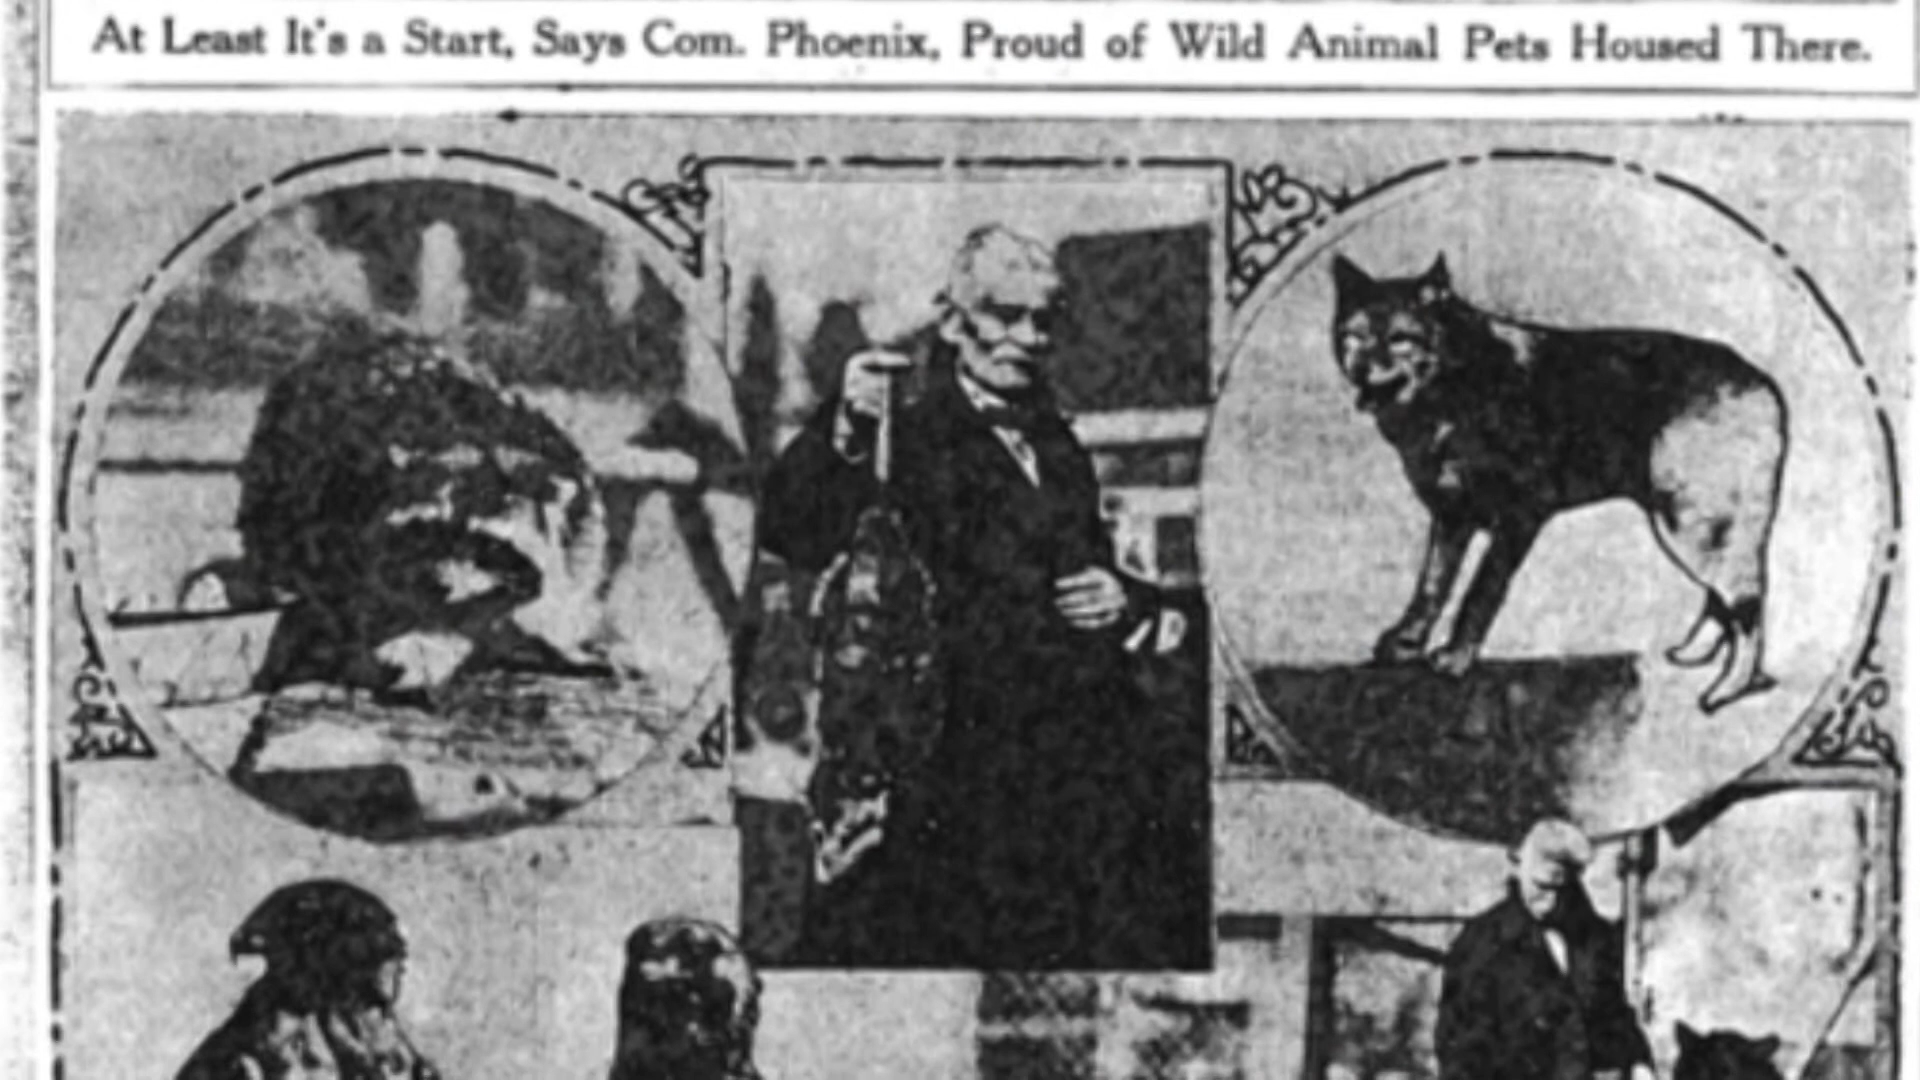 At Least It's a Start, Says Com. Phoenix, Proud of Wild Animal Pets Housed There.